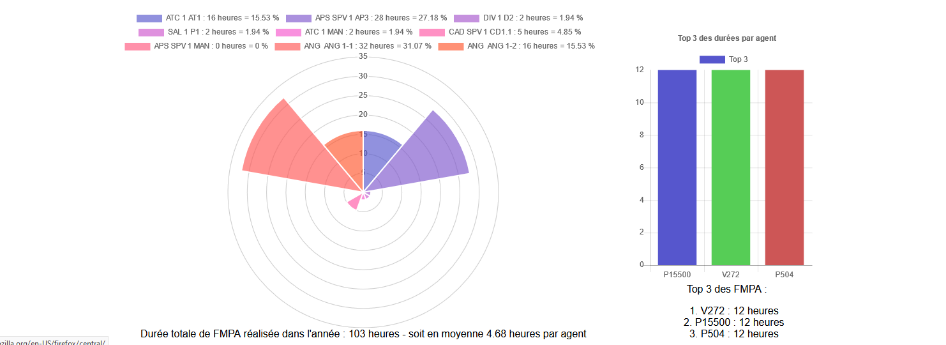 ATC 1 AT1 : 16 heures = 15.53 % APS SPV 1 AP3 : 28 heures = 27.18 % DIV 1 D2 : 2 heures = 1.94 %
SAL 1 P1 : 2 heures = 1.94 % ATC 1 MAN : 2 heures = 1.94 % CAD SPV 1 CD1.1 : 5 heures = 4.85 %
APS SPV 1 MAN : 0 heures = 0 % ANG ANG 1-1 : 32 heures = 31.07 % ANG ANG 1-2 : 16 heures = 15.53 %
35
30
25
20
15
10
5
Durée totale de FMPA réalisée dans l'année : 103 heures - soit en moyenne 4.68 heures par agent
Top 3 des durées par agent
Top 3
12
10
8
6
4
2
0
P15500 V272 P504
Top 3 des FMPA :
1. V272 : 12 heures
2. P15500 : 12 heures
3. P504 : 12 heures
zilla.org/en-US/firefox/central/